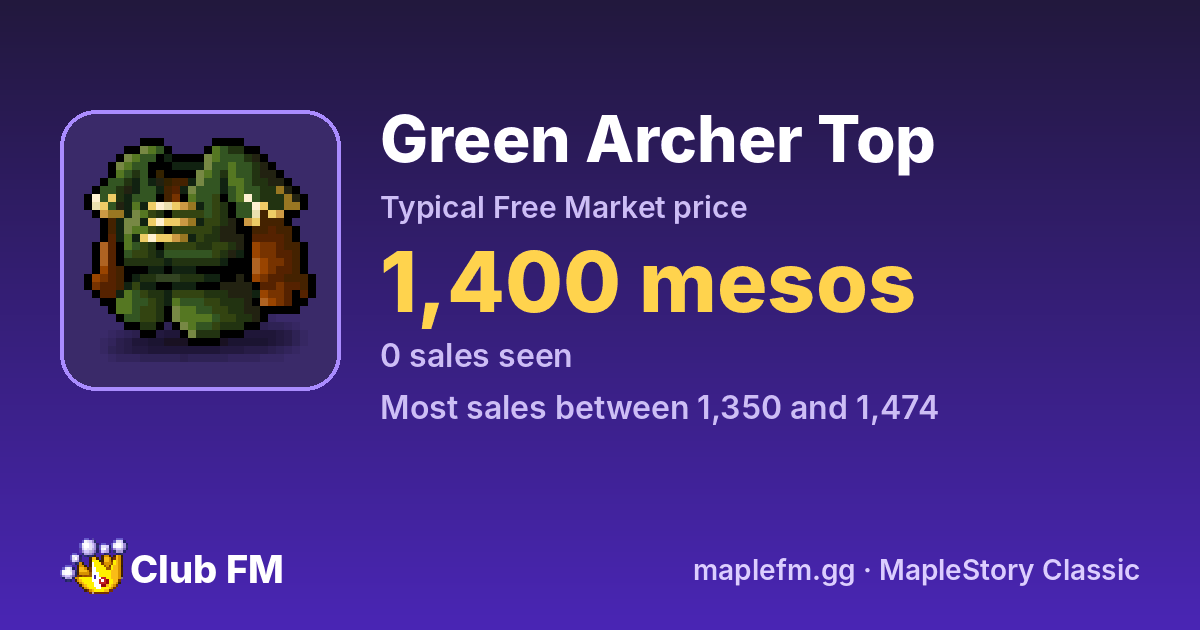 Green Archer Top
Typical Free Market price
1,400 mesos
0 sales seen
Most sales between 1,350 and 1,474
Club FM
maplefm.gg · MapleStory Classic